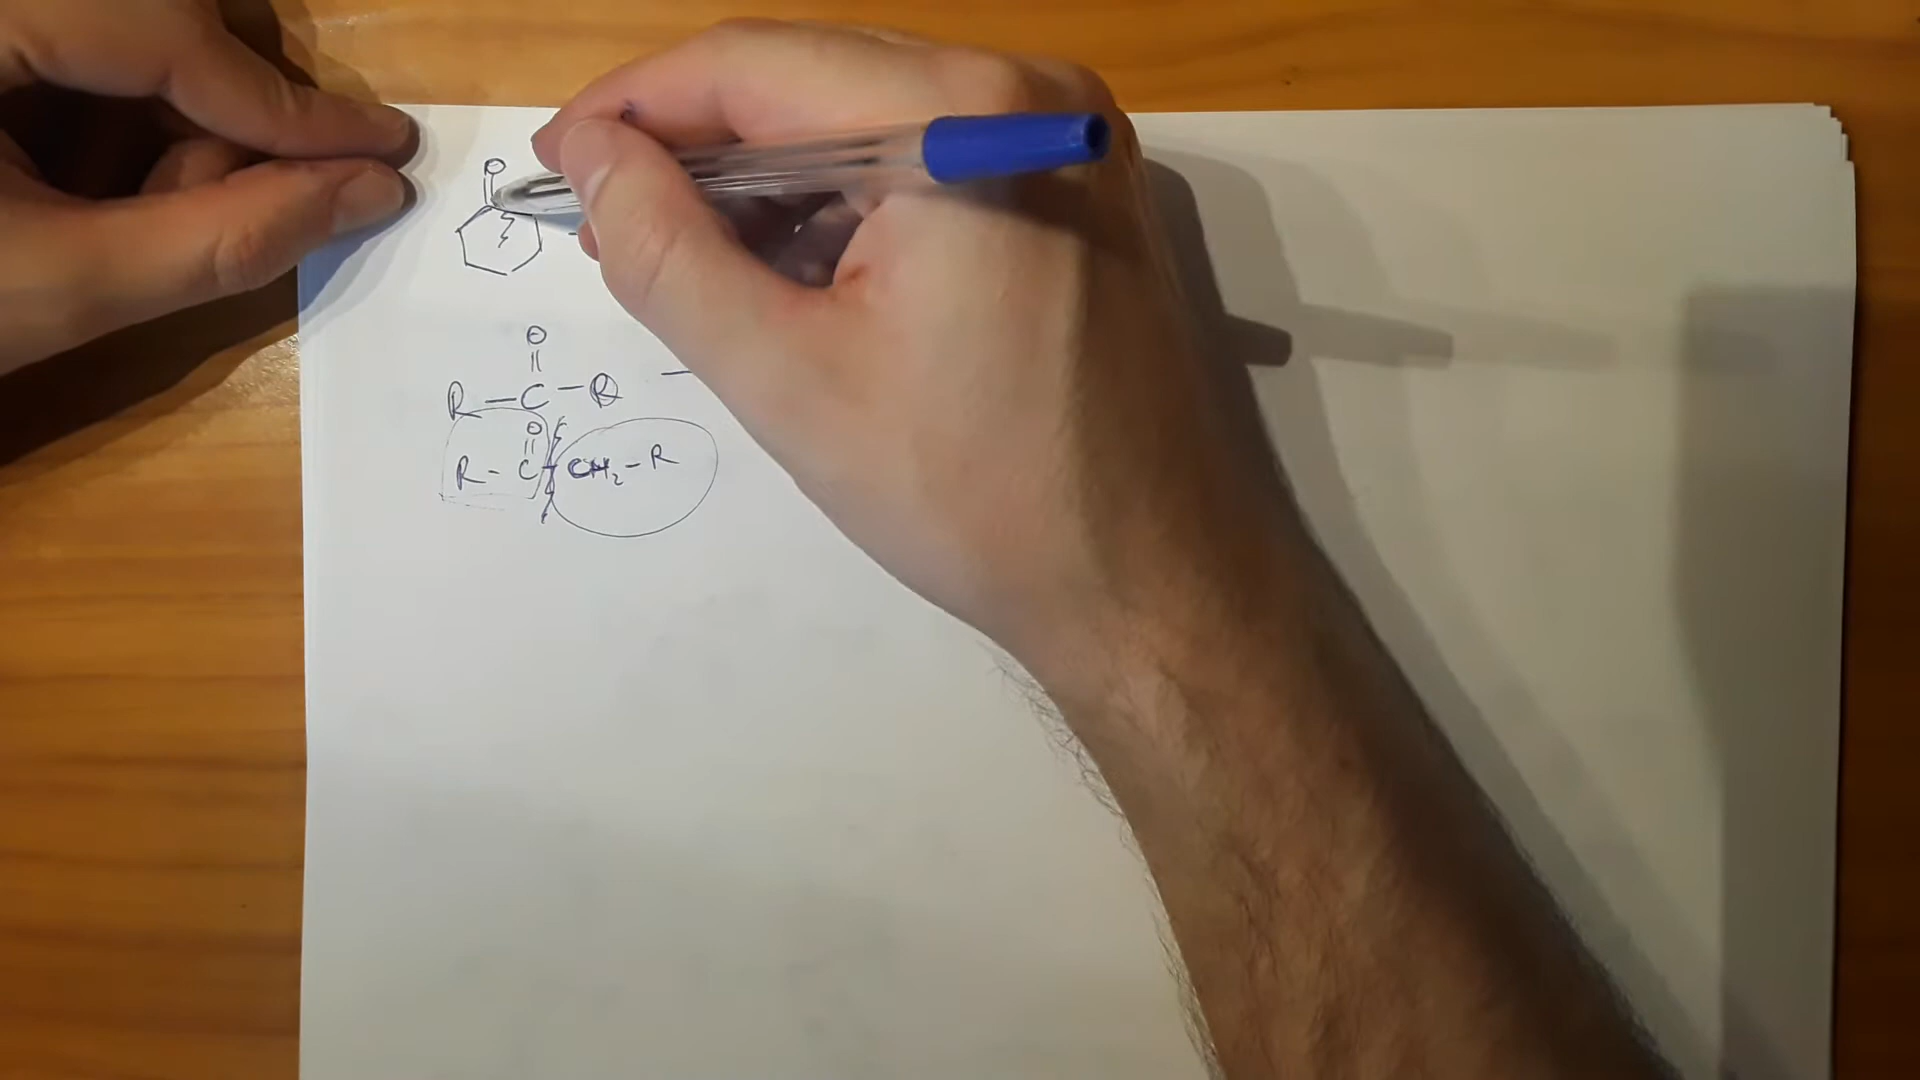 O
O
||
R — C — R
O
||
R - C - CH₂ - R